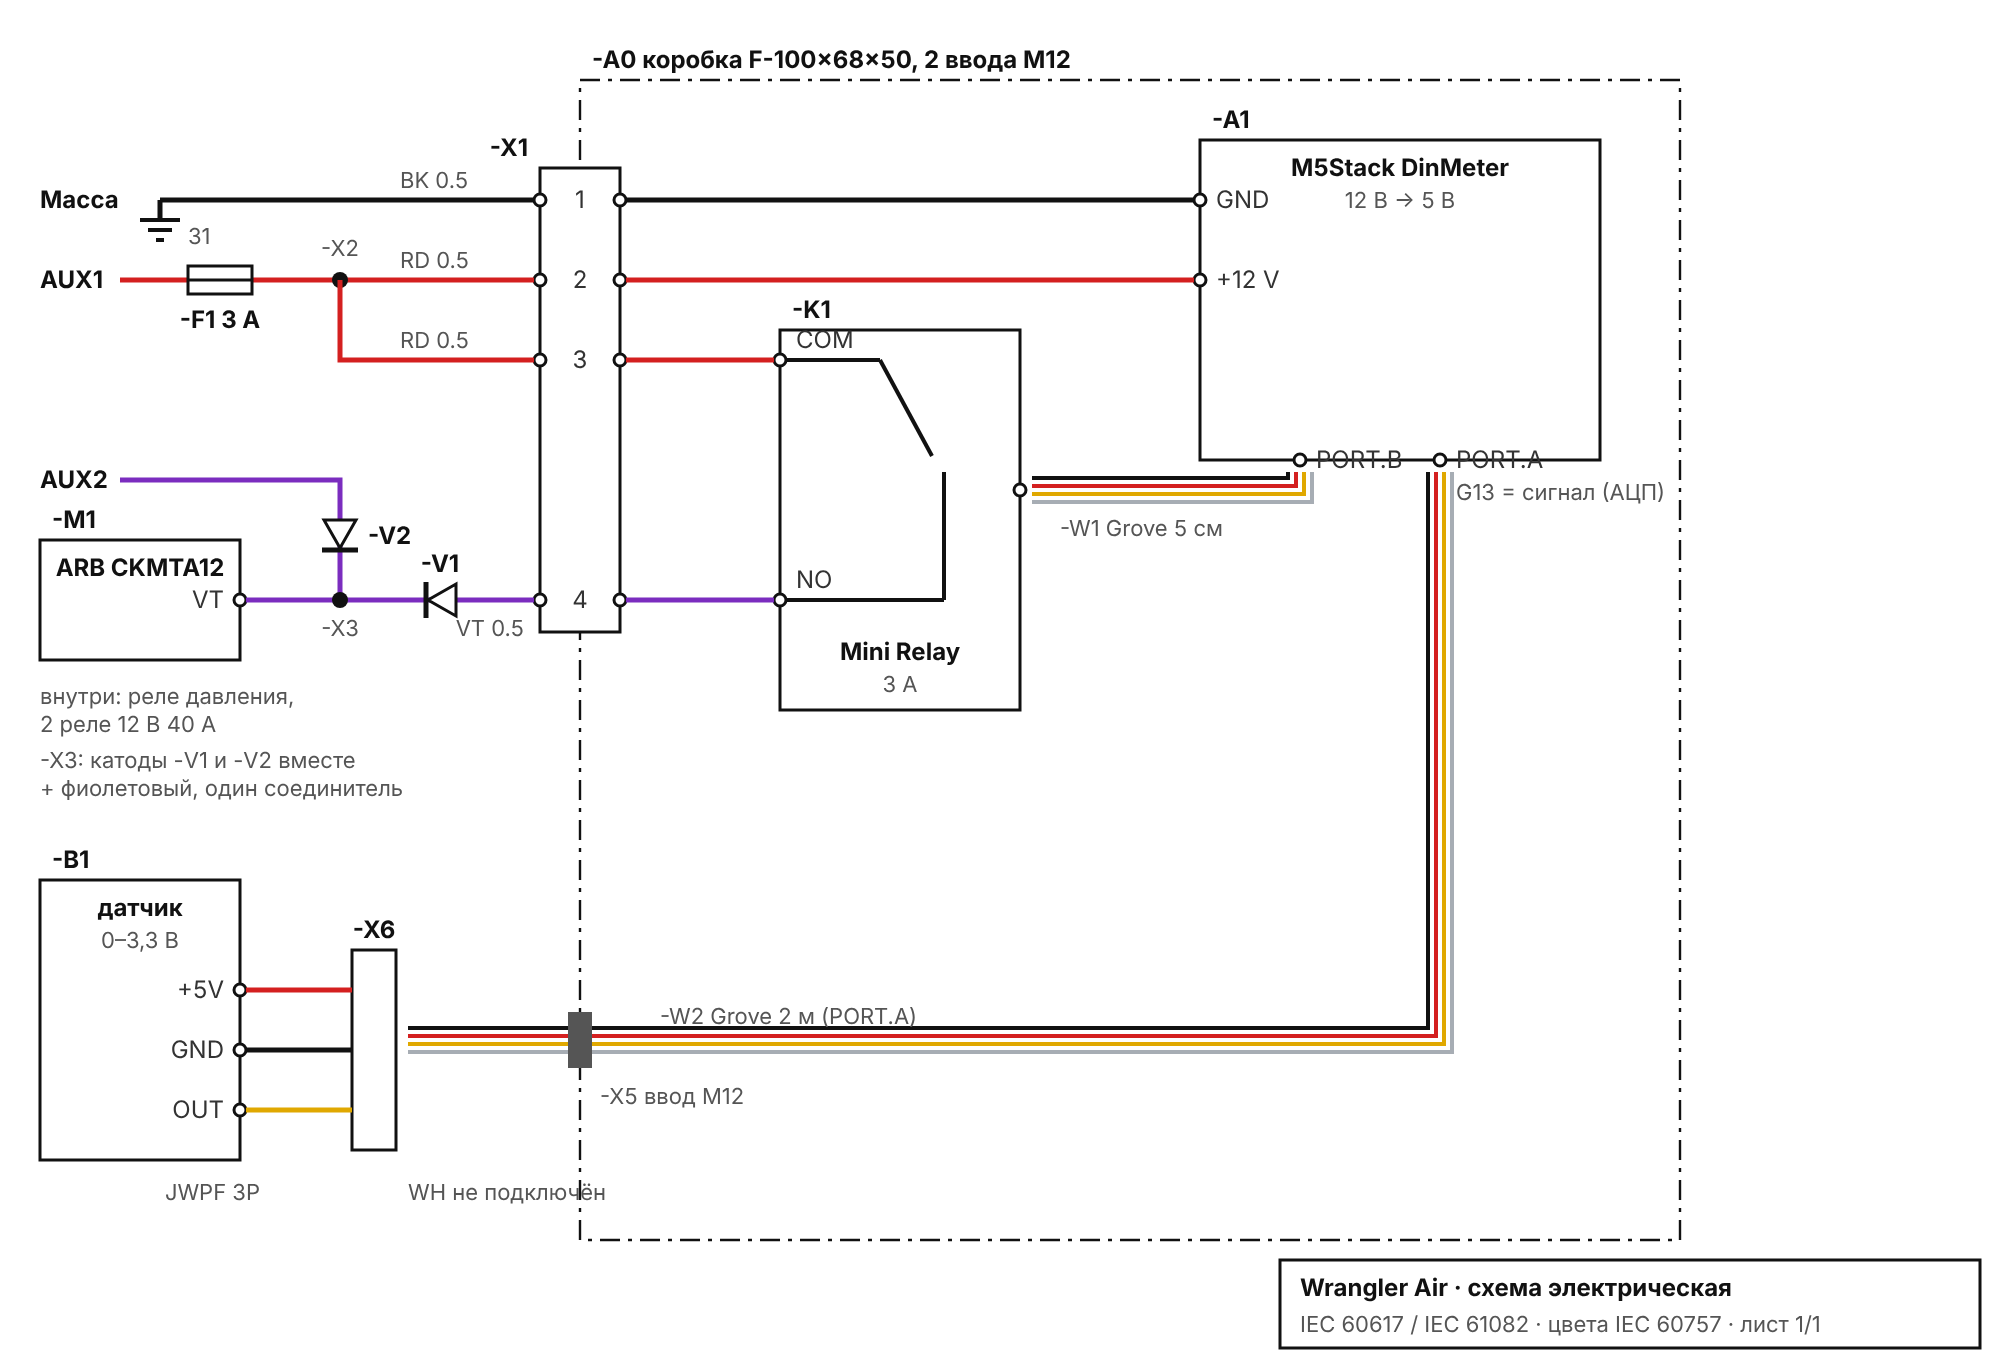 -A0 коробка F-100×68×50, 2 ввода M12
-A1
M5Stack DinMeter
12 В → 5 В
GND
+12 V
PORT.B
PORT.A
G13 = сигнал (АЦП)
-X1
1
2
3
4
BK 0.5
Масса
31
-X2
RD 0.5
AUX1
-F1 3 A
RD 0.5
-K1
COM
NO
Mini Relay
3 A
-W1 Grove 5 см
AUX2
-M1
-V2
-V1
ARB CKMTA12
VT
-X3
VT 0.5
внутри: реле давления,
2 реле 12 В 40 А
-X3: катоды -V1 и -V2 вместе
+ фиолетовый, один соединитель
-B1
датчик
0–3,3 В
-X6
+5V
GND
OUT
-W2 Grove 2 м (PORT.A)
-X5 ввод M12
JWPF 3P
WH не подключён
Wrangler Air · схема электрическая
IEC 60617 / IEC 61082 · цвета IEC 60757 · лист 1/1